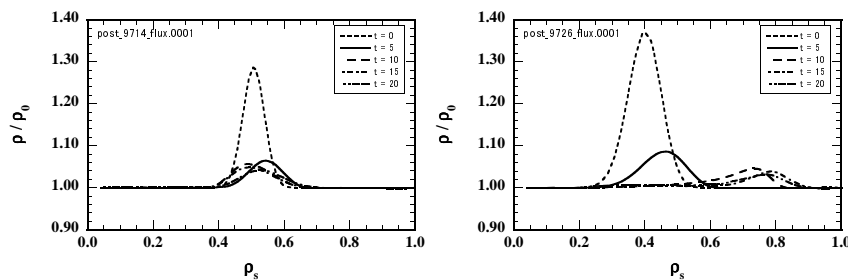 post_9714_flux.0001
t = 0
t = 5
t = 10
t = 15
t = 20
1.40
1.30
1.20
1.10
1.00
0.90
ρ / ρ0
0.0 0.2 0.4 0.6 0.8 1.0
ρs
post_9726_flux.0001
t = 0
t = 5
t = 10
t = 15
t = 20
1.40
1.30
1.20
1.10
1.00
0.90
ρ / ρ0
0.0 0.2 0.4 0.6 0.8 1.0
ρs